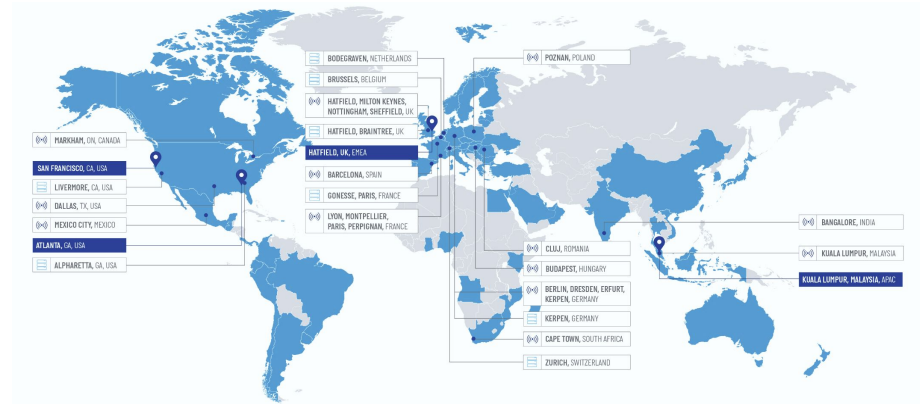 BODEGRAVEN, NETHERLANDS
BRUSSELS, BELGIUM
HATFIELD, MILTON KEYNES,
NOTTINGHAM, SHEFFIELD, UK
HATFIELD, BRAINTREE, UK
HATFIELD, UK, EMEA
BARCELONA, SPAIN
GONESSE, PARIS, FRANCE
LYON, MONTPELLIER,
PARIS, PERPIGNAN, FRANCE
POZNAN, POLAND
MARKHAM, ON, CANADA
SAN FRANCISCO, CA, USA
LIVERMORE, CA, USA
DALLAS, TX, USA
MEXICO CITY, MEXICO
ATLANTA, GA, USA
ALPHARETTA, GA, USA
CLUJ, ROMANIA
BUDAPEST, HUNGARY
BERLIN, DRESDEN, ERFURT,
KERPEN, GERMANY
KERPEN, GERMANY
CAPE TOWN, SOUTH AFRICA
ZURICH, SWITZERLAND
BANGALORE, INDIA
KUALA LUMPUR, MALAYSIA
KUALA LUMPUR, MALAYSIA, APAC